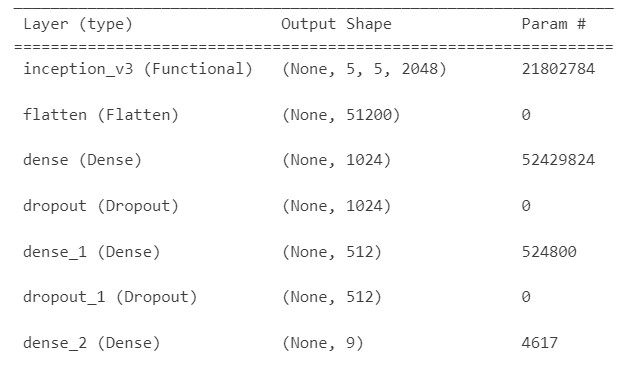 Layer (type) Output Shape Param #
inception_v3 (Functional) (None, 5, 5, 2048) 21802784
flatten (Flatten) (None, 51200) 0
dense (Dense) (None, 1024) 52429824
dropout (Dropout) (None, 1024) 0
dense_1 (Dense) (None, 512) 524800
dropout_1 (Dropout) (None, 512) 0
dense_2 (Dense) (None, 9) 4617